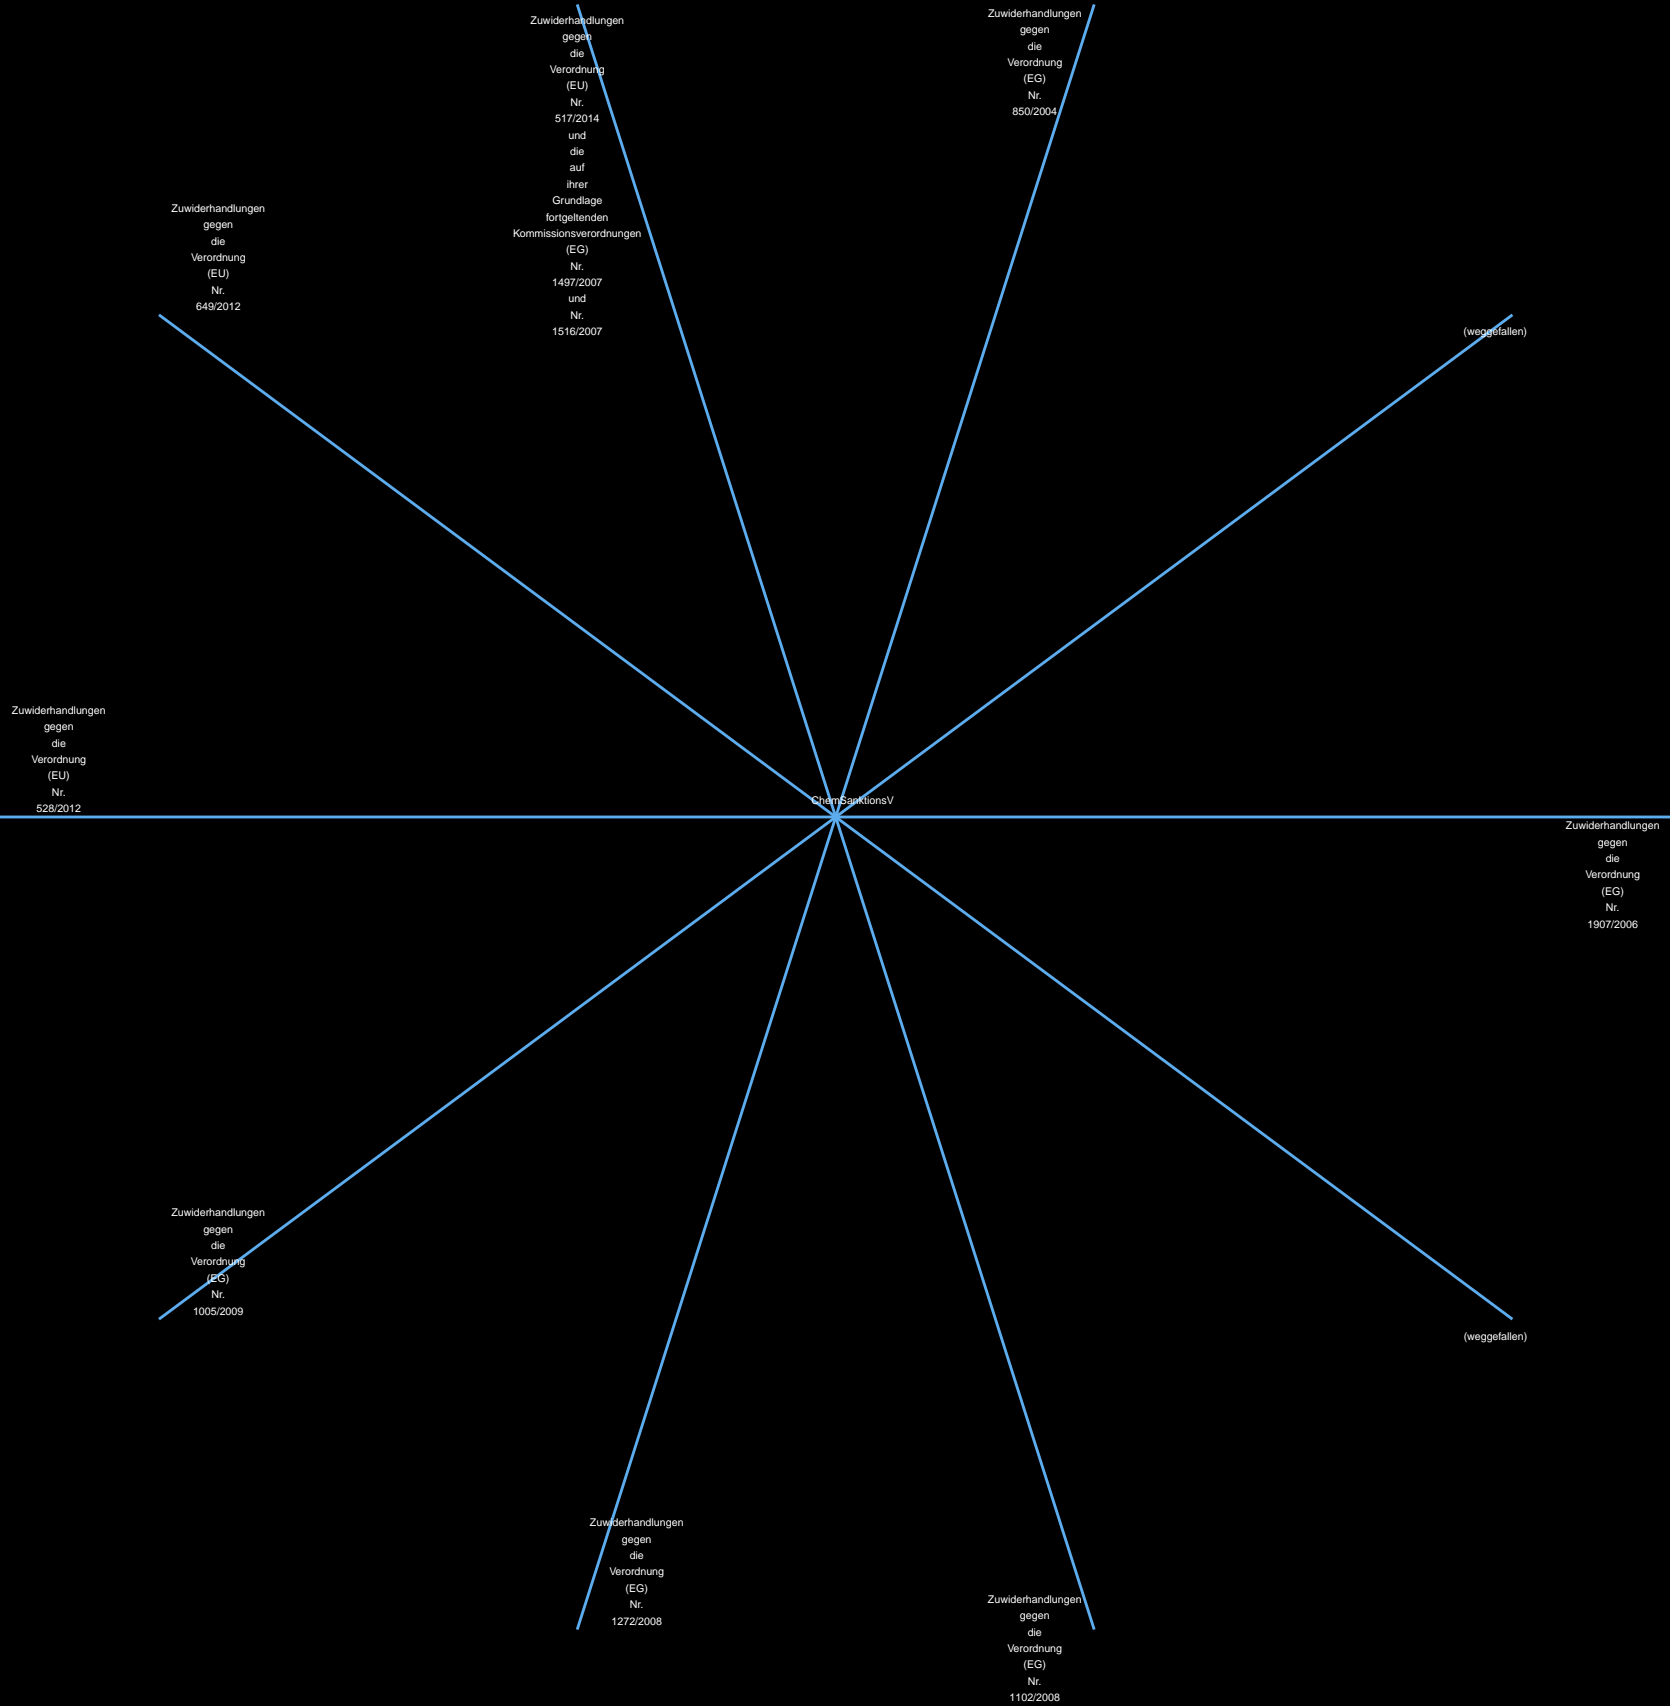 Zuwiderhandlungen
gegen
die
Verordnung
(EU)
Nr.
517/2014
und
die
auf
ihrer
Grundlage
fortgeltenden
Kommissionsverordnungen
(EG)
Nr.
1497/2007
und
Nr.
1516/2007
Zuwiderhandlungen
gegen
die
Verordnung
(EG)
Nr.
850/2004
Zuwiderhandlungen
gegen
die
Verordnung
(EU)
Nr.
649/2012
(weggefallen)
Zuwiderhandlungen
gegen
die
Verordnung
(EU)
Nr.
528/2012
ChemSanktionsV
Zuwiderhandlungen
gegen
die
Verordnung
(EG)
Nr.
1907/2006
Zuwiderhandlungen
gegen
die
Verordnung
(EG)
Nr.
1005/2009
(weggefallen)
Zuwiderhandlungen
gegen
die
Verordnung
(EG)
Nr.
1272/2008
Zuwiderhandlungen
gegen
die
Verordnung
(EG)
Nr.
1102/2008